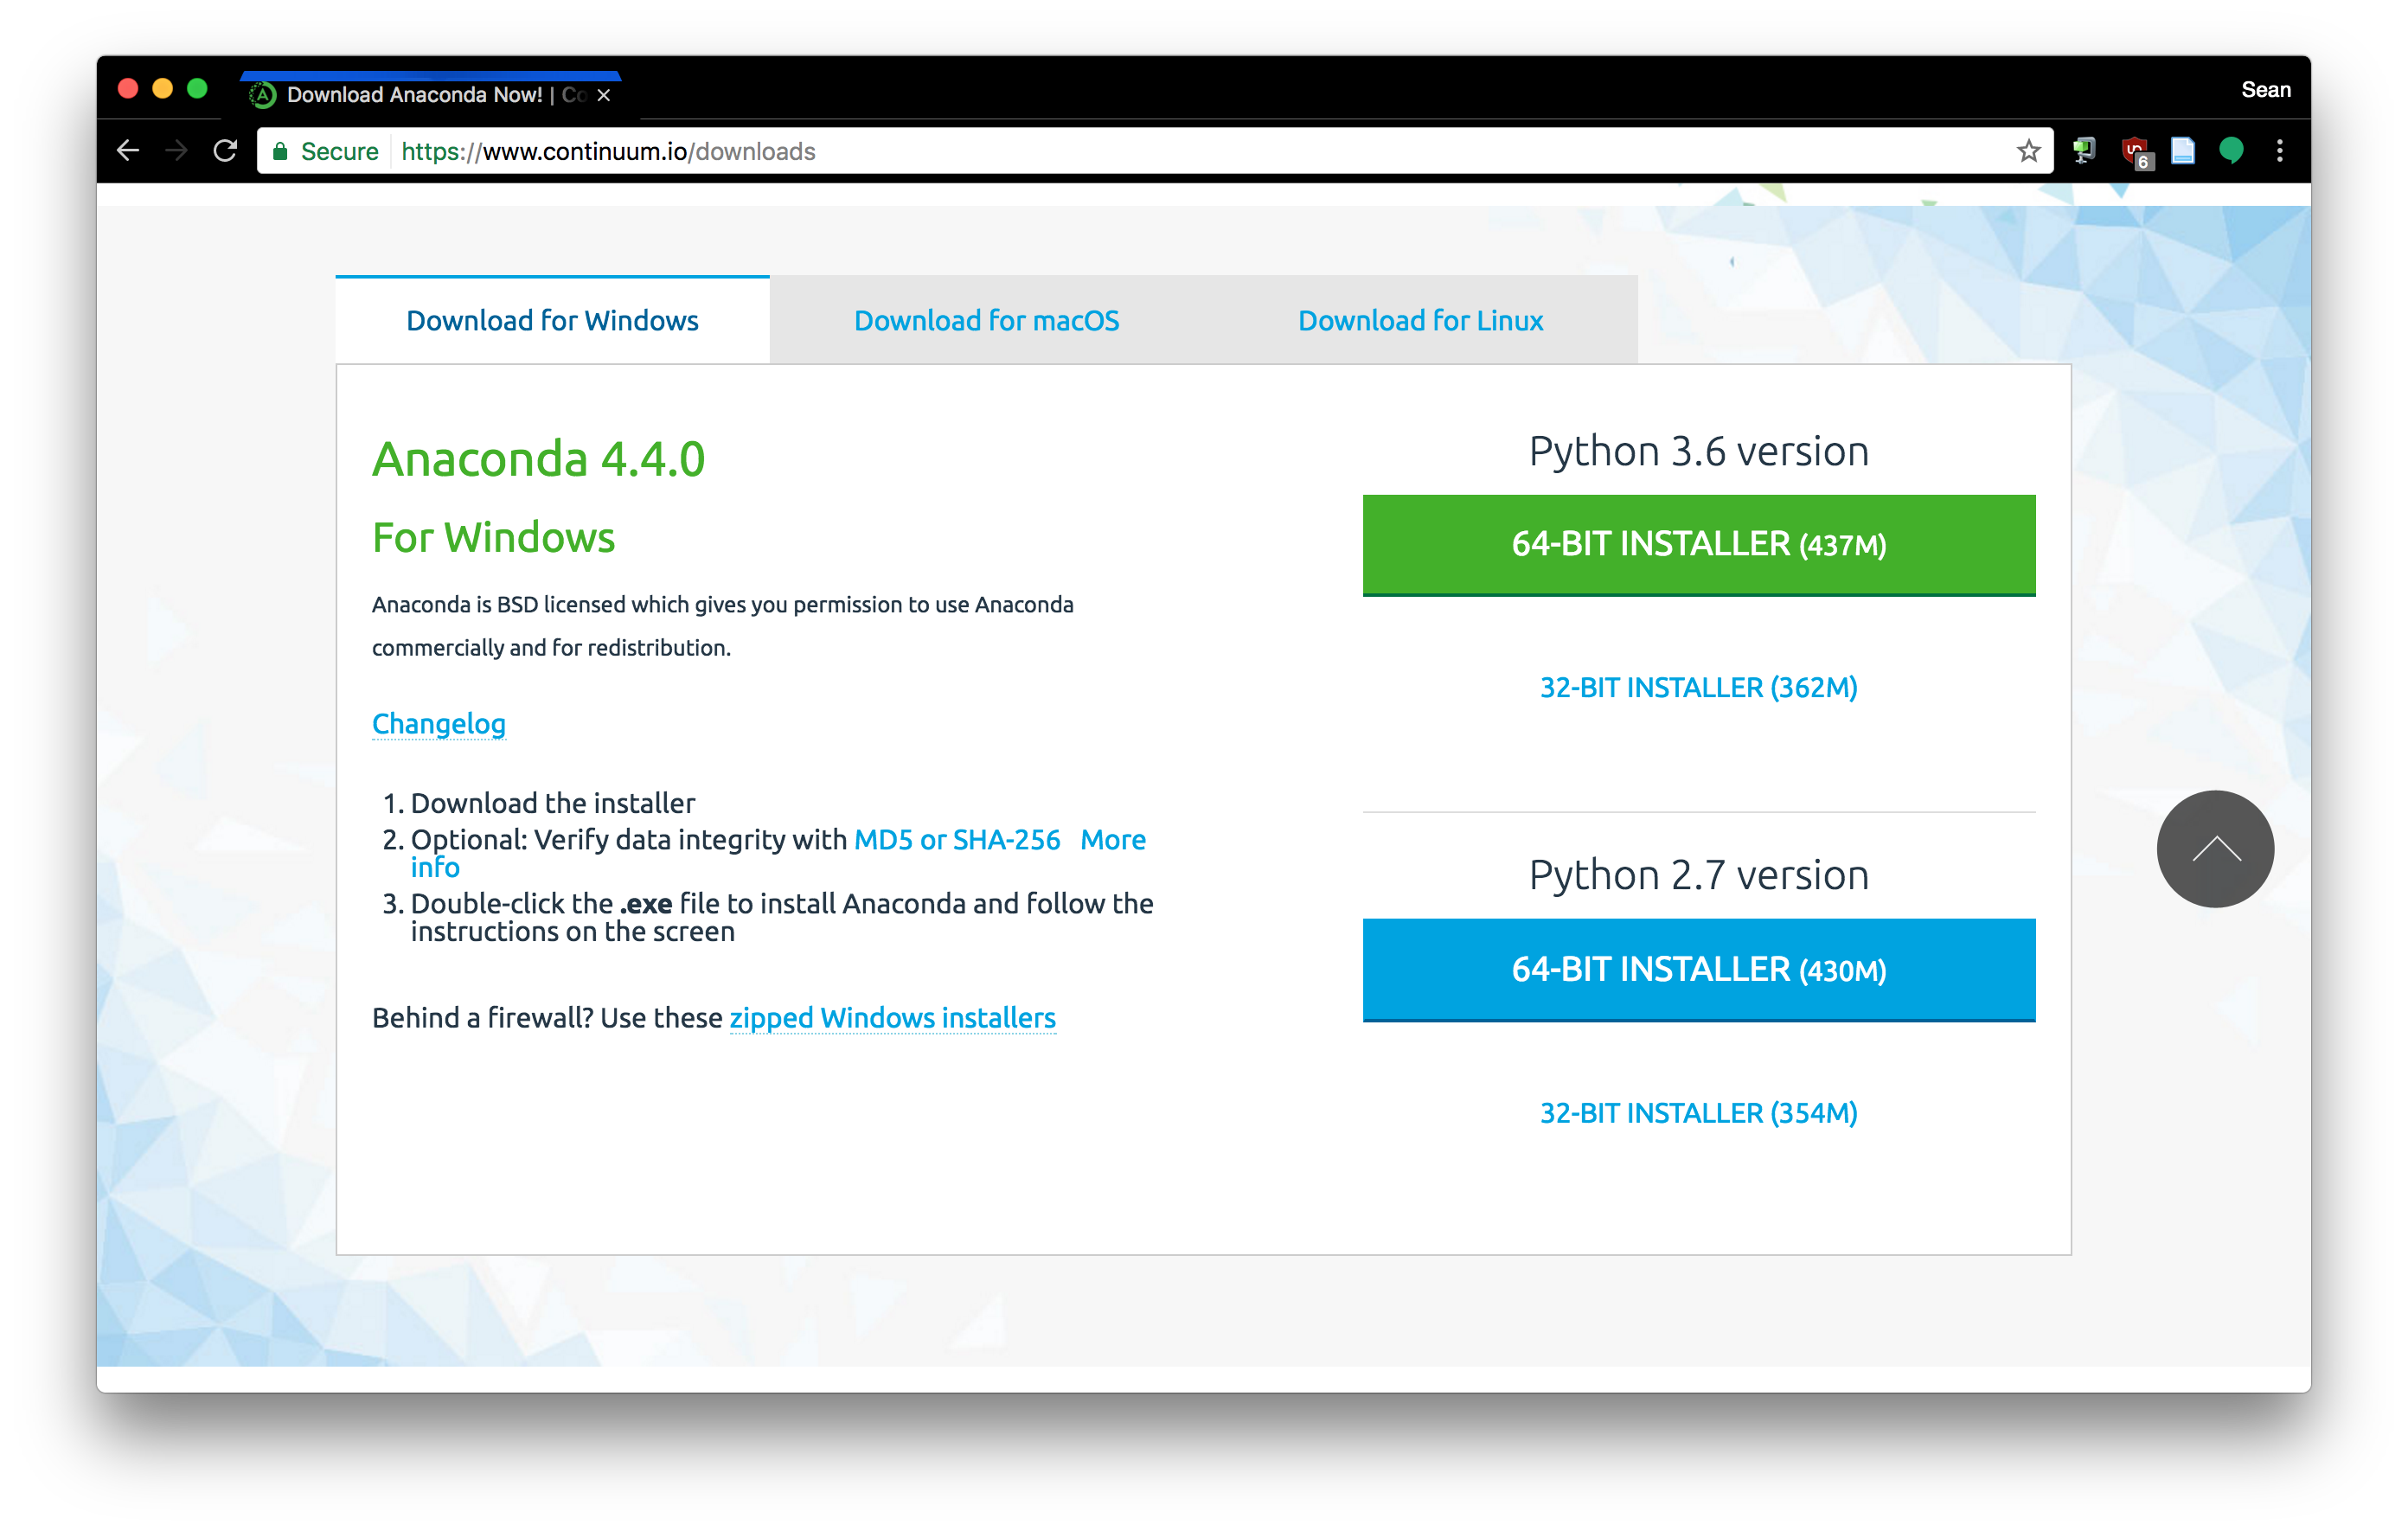 Download Anaconda Now! | Co
Sean
Secure https://www.continuum.io/downloads
6
Download for Windows
Download for macOS
Download for Linux
Anaconda 4.4.0
For Windows
Anaconda is BSD licensed which gives you permission to use Anaconda
commercially and for redistribution.
Changelog
1. Download the installer
2. Optional: Verify data integrity with MD5 or SHA-256 More
info
3. Double-click the .exe file to install Anaconda and follow the
instructions on the screen
Behind a firewall? Use these zipped Windows installers
Python 3.6 version
64-BIT INSTALLER (437M)
32-BIT INSTALLER (362M)
Python 2.7 version
64-BIT INSTALLER (430M)
32-BIT INSTALLER (354M)